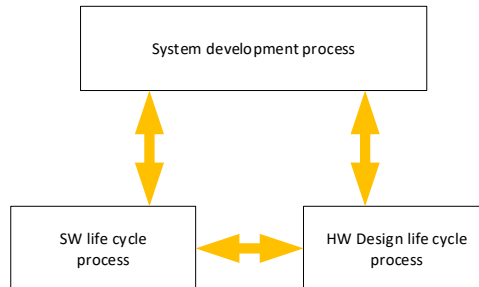 System development process
SW life cycle
process
HW Design life cycle
process